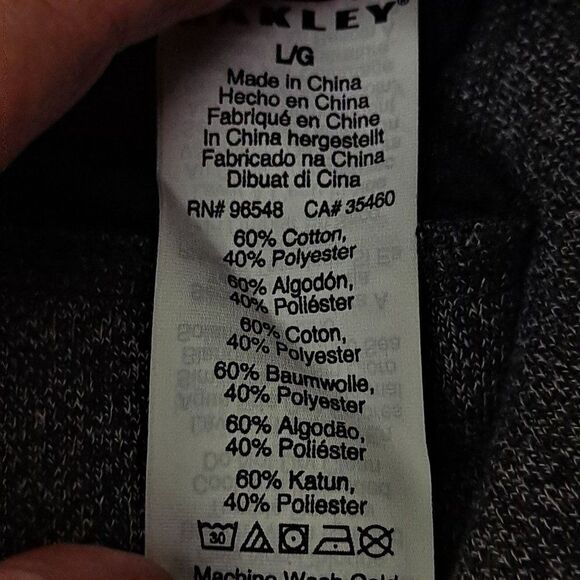 AKLEY®
L/G
Made in China
Hecho en China
Fabriqué en Chine
In China hergestellt
Fabricado na China
Dibuat di Cina
RN# 96548 CA# 35460
60% Cotton,
40% Polyester
60% Algodón,
40% Poliéster
60% Coton,
40% Polyester
60% Baumwolle,
40% Polyester
60% Algodão,
40% Poliéster
60% Katun,
40% Poliester
30
Machine Wash Cold